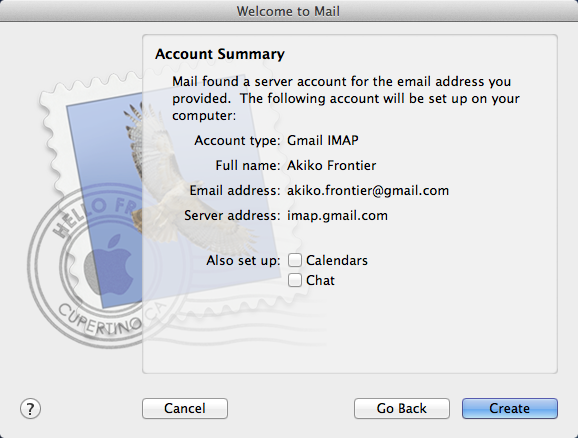 Welcome to Mail
Account Summary
Mail found a server account for the email address you
provided.  The following account will be set up on your
computer:
Account type: Gmail IMAP
Full name: Akiko Frontier
Email address: akiko.frontier@gmail.com
Server address: imap.gmail.com
Also set up: Calendars
Chat
HELLO FR
CUPERTINO CA
?
Cancel
Go Back
Create